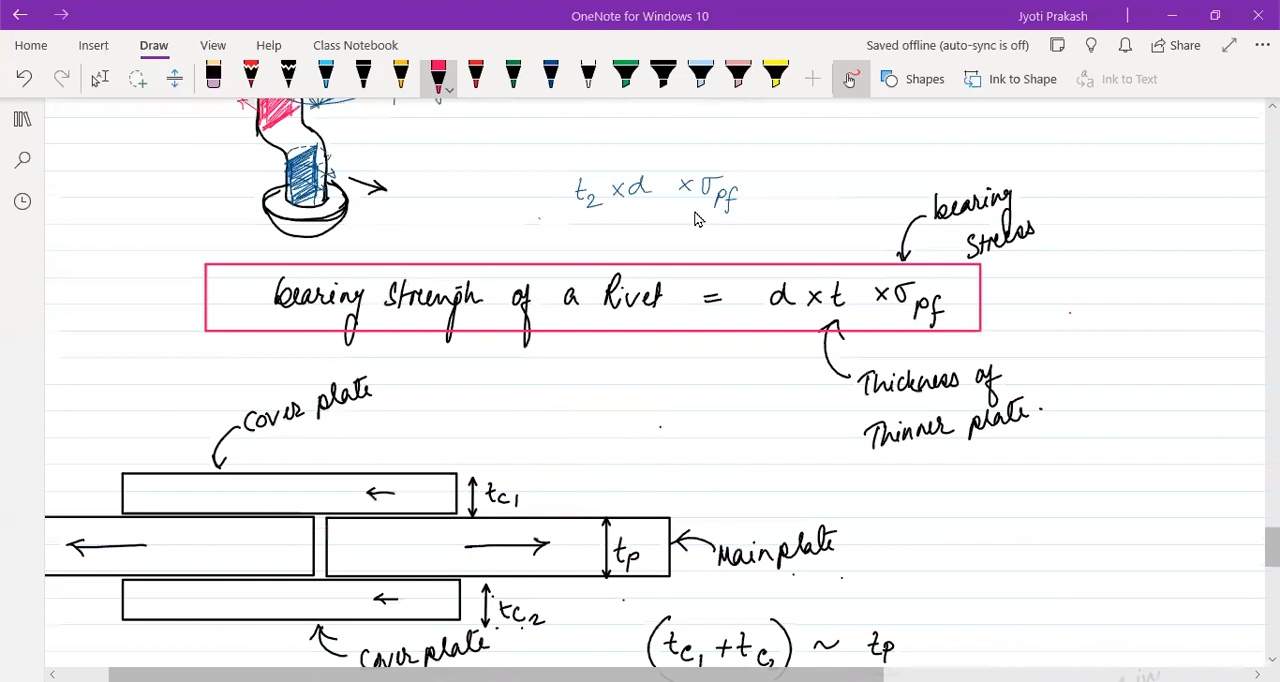 OneNote for Windows 10
Jyoti Prakash
Home Insert Draw View Help Class Notebook
Saved offline (auto-sync is off)
Share
Shapes
Ink to Shape
Ink to Text
t₂ × d × σpf
bearing
Stress
bearing Strength of a Rivet = d × t × σpf
Thickness of
Thinner plate.
Cover plate
tc₁
tp
Main plate
tc₂
Cover plate
(tc₁ + tc₂) ~ tp